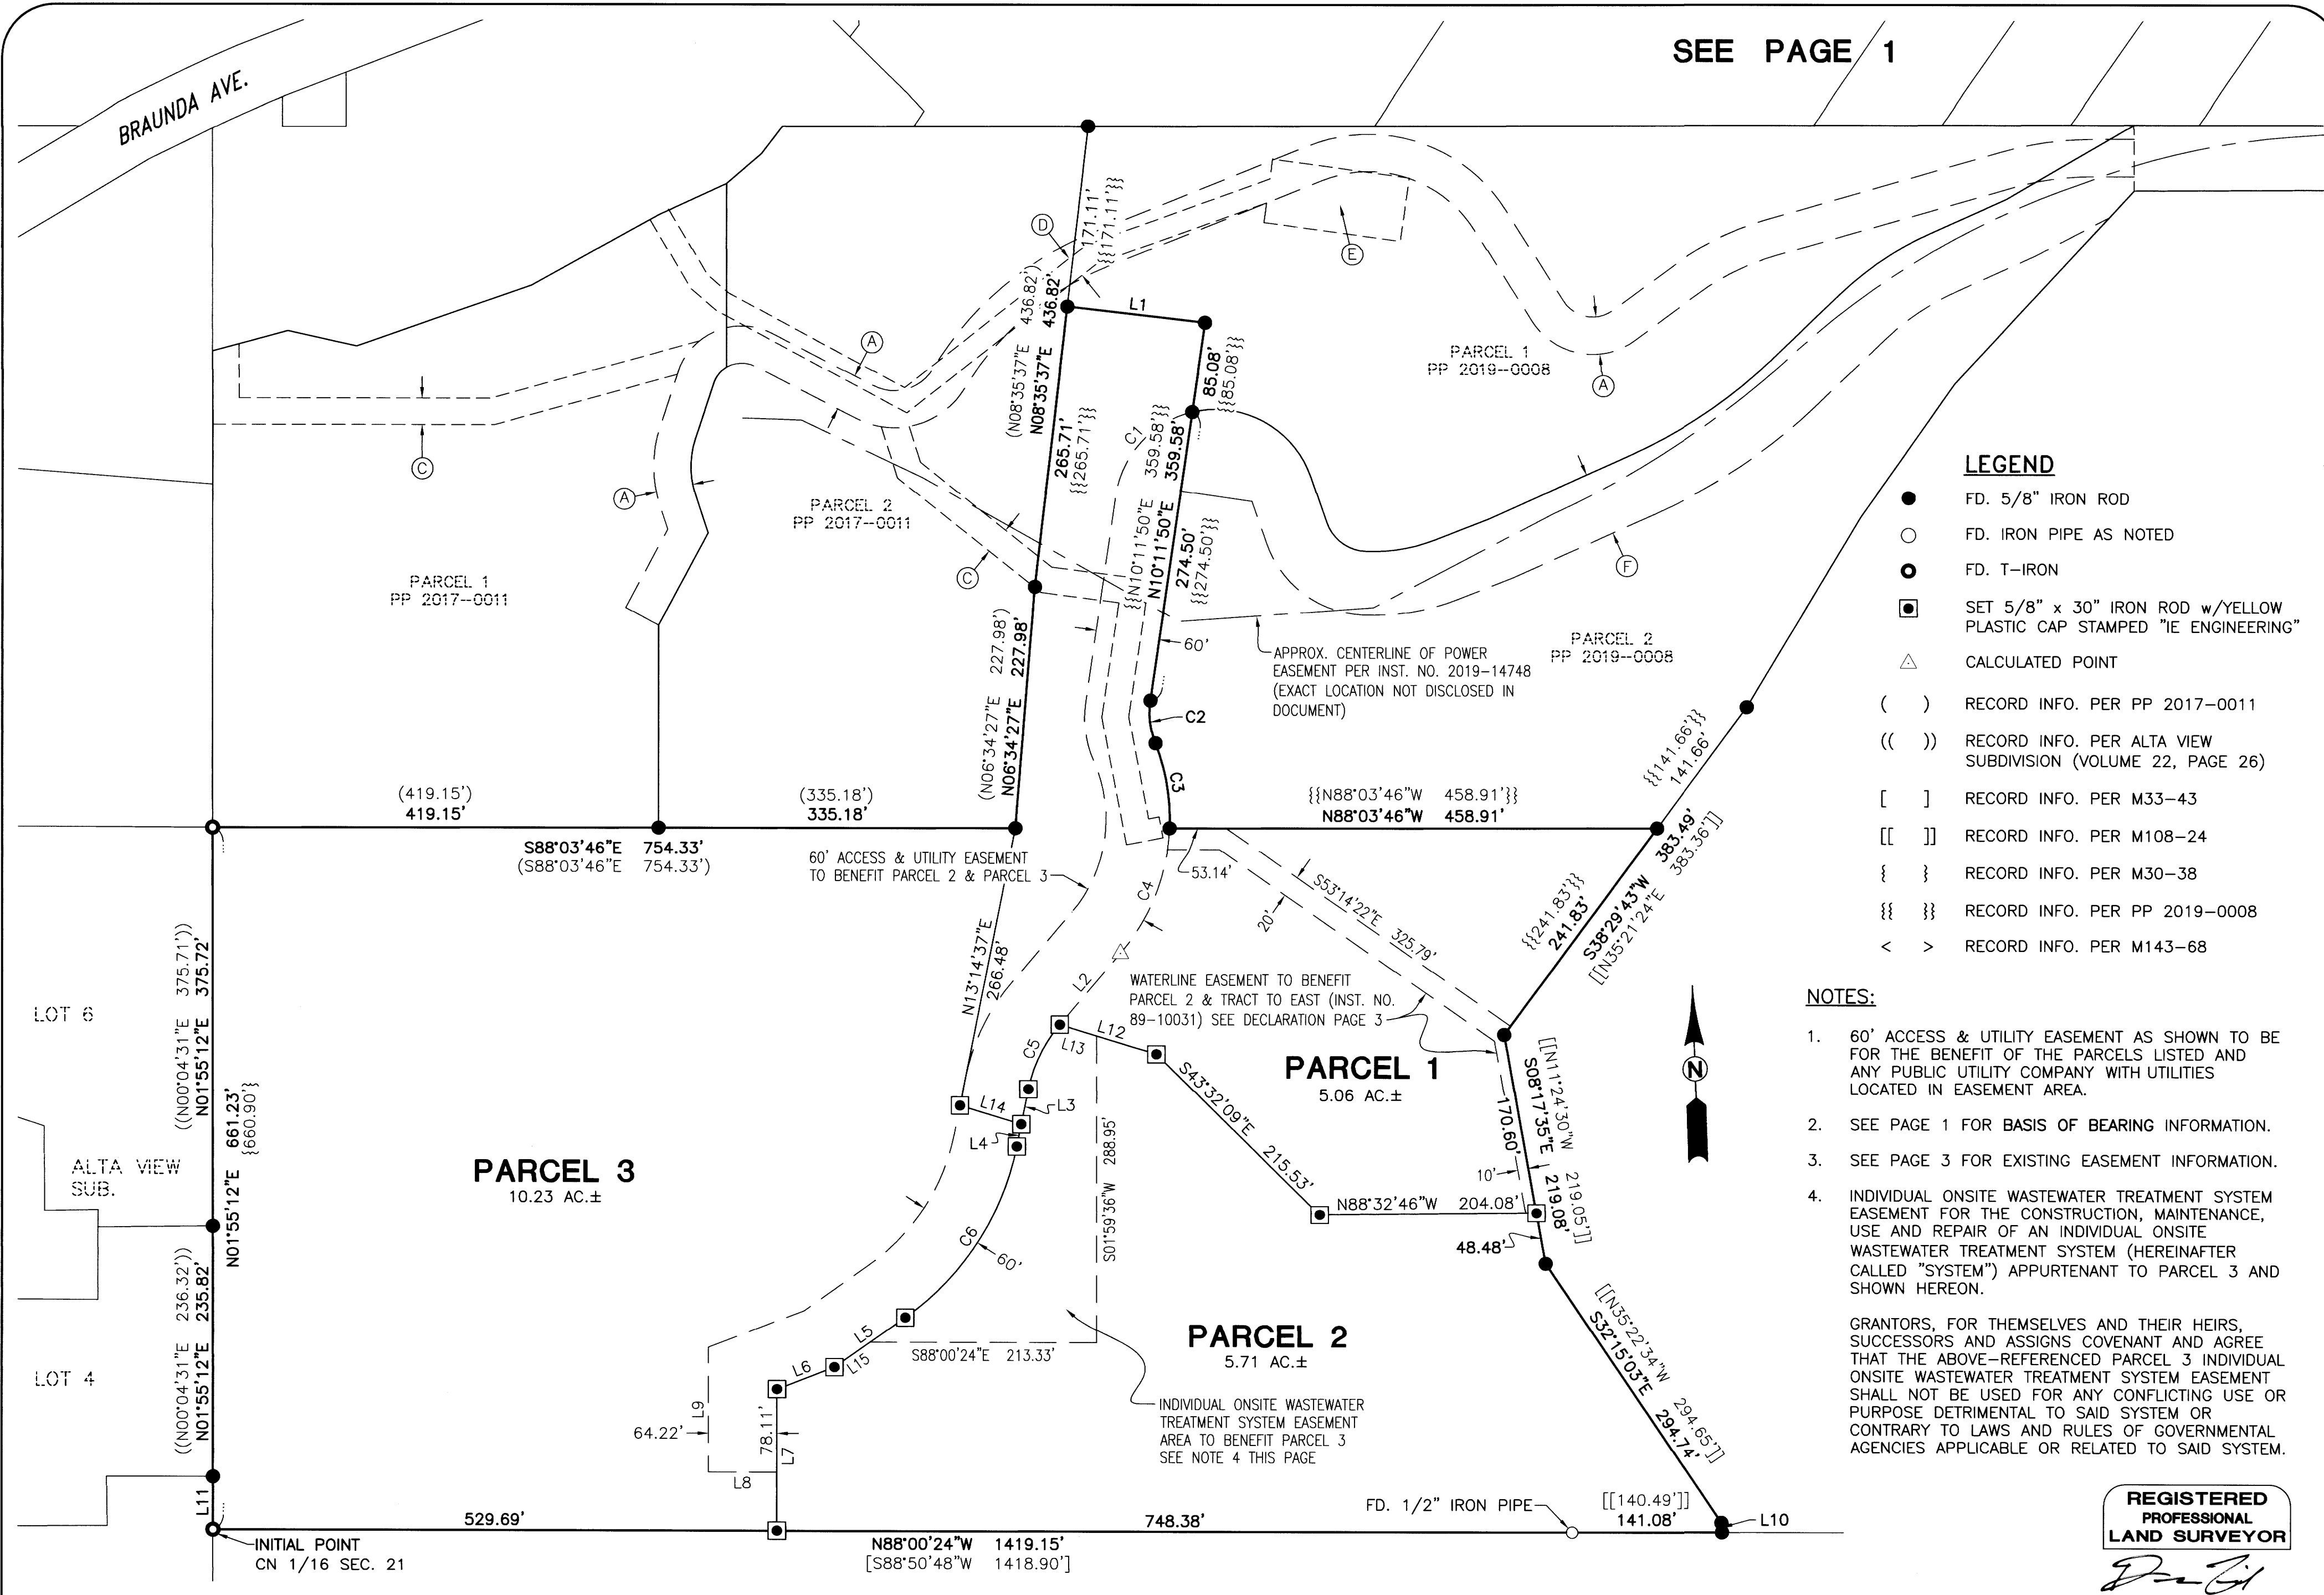 SEE PAGE 1
BRAUNDA AVE.
171.11'
{{171.11'}}
D
E
(N08°35'37"E 436.82')
N08°35'37"E 436.82'
L1
A
PARCEL 1
PP 2019-0008
A
85.08'
{{85.08'}}
265.71'
{{265.71'}}
C1
{{N10°11'50"E 359.58'}}
N10°11'50"E 359.58'
274.50'
{{274.50'}}
C
A
PARCEL 2
PP 2017-0011
C
F
PARCEL 1
PP 2017-0011
60'
PARCEL 2
PP 2019-0008
APPROX. CENTERLINE OF POWER
EASEMENT PER INST. NO. 2019-14748
(EXACT LOCATION NOT DISCLOSED IN
DOCUMENT)
(N06°34'27"E 227.98')
N06°34'27"E 227.98'
C2
C3
{{141.66'}}
141.66'
(419.15')
419.15'
(335.18')
335.18'
{{N88°03'46"W 458.91'}}
N88°03'46"W 458.91'
S88°03'46"E 754.33'
(S88°03'46"E 754.33')
60' ACCESS & UTILITY EASEMENT
TO BENEFIT PARCEL 2 & PARCEL 3
53.14'
C4
S53°14'22"E 325.79'
20'
{{241.83'}}
241.83'
S38°29'43"W 383.49'
[[N35°21'24"E 383.36']]
N13°14'37"E
266.48'
L2
WATERLINE EASEMENT TO BENEFIT
PARCEL 2 & TRACT TO EAST (INST. NO.
89-10031) SEE DECLARATION PAGE 3
((N00°04'31"E 375.71'))
N01°55'12"E 375.72'
LOT 6
L12
L13
C5
L3
L14
L4
PARCEL 1
5.06 AC.±
S43°32'09"E 215.53'
[[N11°24'30"W 219.05']]
S08°17'35"E 219.08'
170.60'
10'
N88°32'46"W 204.08'
48.48'
N01°55'12"E 661.23'
{660.90'}
ALTA VIEW
SUB.
PARCEL 3
10.23 AC.±
S01°59'36"W 288.95'
C6
60'
((N00°04'31"E 236.32'))
N01°55'12"E 235.82'
LOT 4
PARCEL 2
5.71 AC.±
L5
L15
L6
S88°00'24"E 213.33'
[[N35°22'34"W 294.65']]
S32°15'03"E 294.74'
L9
64.22'
78.11'
L7
L8
INDIVIDUAL ONSITE WASTEWATER
TREATMENT SYSTEM EASEMENT
AREA TO BENEFIT PARCEL 3
SEE NOTE 4 THIS PAGE
L11
INITIAL POINT
CN 1/16 SEC. 21
529.69'
748.38'
N88°00'24"W 1419.15'
[S88°50'48"W 1418.90']
FD. 1/2" IRON PIPE
[[140.49']]
141.08'
L10
LEGEND
FD. 5/8" IRON ROD
FD. IRON PIPE AS NOTED
FD. T-IRON
SET 5/8" x 30" IRON ROD w/YELLOW
PLASTIC CAP STAMPED "IE ENGINEERING"
CALCULATED POINT
( ) RECORD INFO. PER PP 2017-0011
(( )) RECORD INFO. PER ALTA VIEW
SUBDIVISION (VOLUME 22, PAGE 26)
[ ] RECORD INFO. PER M33-43
[[ ]] RECORD INFO. PER M108-24
{ } RECORD INFO. PER M30-38
{{ }} RECORD INFO. PER PP 2019-0008
< > RECORD INFO. PER M143-68
N
NOTES:
1. 60' ACCESS & UTILITY EASEMENT AS SHOWN TO BE
FOR THE BENEFIT OF THE PARCELS LISTED AND
ANY PUBLIC UTILITY COMPANY WITH UTILITIES
LOCATED IN EASEMENT AREA.
2. SEE PAGE 1 FOR BASIS OF BEARING INFORMATION.
3. SEE PAGE 3 FOR EXISTING EASEMENT INFORMATION.
4. INDIVIDUAL ONSITE WASTEWATER TREATMENT SYSTEM
EASEMENT FOR THE CONSTRUCTION, MAINTENANCE,
USE AND REPAIR OF AN INDIVIDUAL ONSITE
WASTEWATER TREATMENT SYSTEM (HEREINAFTER
CALLED "SYSTEM") APPURTENANT TO PARCEL 3 AND
SHOWN HEREON.
GRANTORS, FOR THEMSELVES AND THEIR HEIRS,
SUCCESSORS AND ASSIGNS COVENANT AND AGREE
THAT THE ABOVE-REFERENCED PARCEL 3 INDIVIDUAL
ONSITE WASTEWATER TREATMENT SYSTEM EASEMENT
SHALL NOT BE USED FOR ANY CONFLICTING USE OR
PURPOSE DETRIMENTAL TO SAID SYSTEM OR
CONTRARY TO LAWS AND RULES OF GOVERNMENTAL
AGENCIES APPLICABLE OR RELATED TO SAID SYSTEM.
REGISTERED
PROFESSIONAL
LAND SURVEYOR